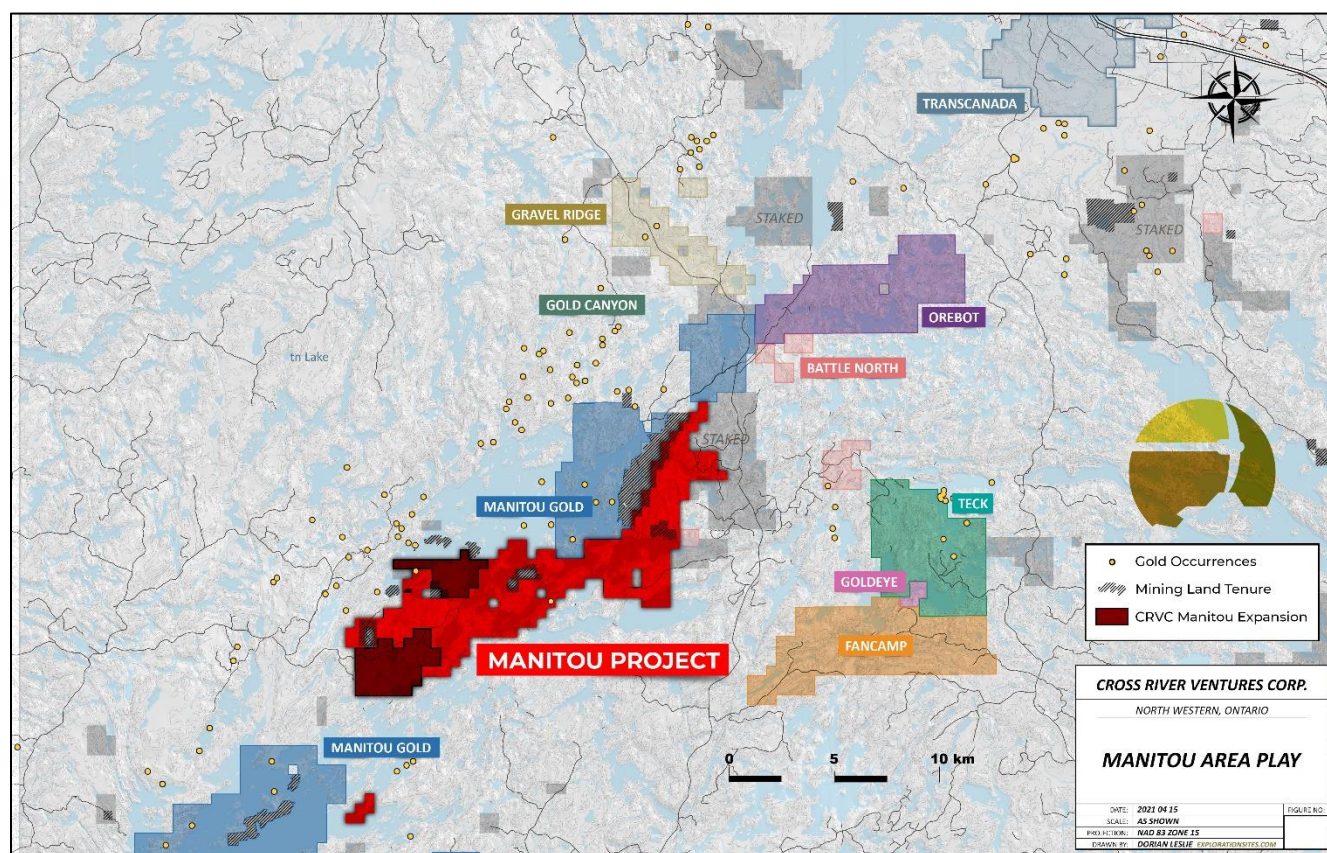 TRANSCANADA
GRAVEL RIDGE
STAKED
STAKED
GOLD CANYON
OREBOT
tn Lake
BATTLE NORTH
STAKED
MANITOU GOLD
TECK
GOLDEYE
FANCAMP
MANITOU PROJECT
MANITOU GOLD
0 5 10 km
Gold Occurrences
Mining Land Tenure
CRVC Manitou Expansion
CROSS RIVER VENTURES CORP.
NORTH WESTERN, ONTARIO
MANITOU AREA PLAY
DATE: 2021 04 15
FIGURE NO:
SCALE: AS SHOWN
PROJECTION: NAD 83 ZONE 15
DRAWN BY: DORIAN LESLIE EXPLORATIONSITES.COM